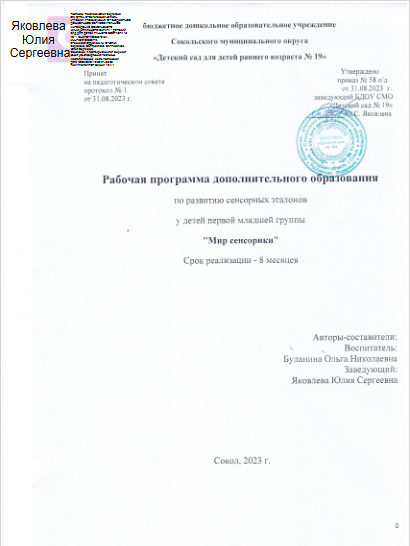 Яковлева
Юлия
Сергеевна
бюджетное дошкольное образовательное учреждение
Сокольского муниципального округа
«Детский сад для детей раннего возраста № 19»
Принят
на педагогическом совета
протокол № 1
от 31.08.2023 г.
Утверждено
приказ № 58 о/д
от 31.08.2023 г.
заведующий БДОУ СМО
«Детский сад № 19»
Ю.С. Яковлева
Рабочая программа дополнительного образования
по развитию сенсорных эталонов
у детей первой младшей группы
"Мир сенсорики"
Срок реализации - 8 месяцев
Авторы-составители:
Воспитатель:
Буланина Ольга Николаевна
Заведующий:
Яковлева Юлия Сергеевна
Сокол, 2023 г.
0